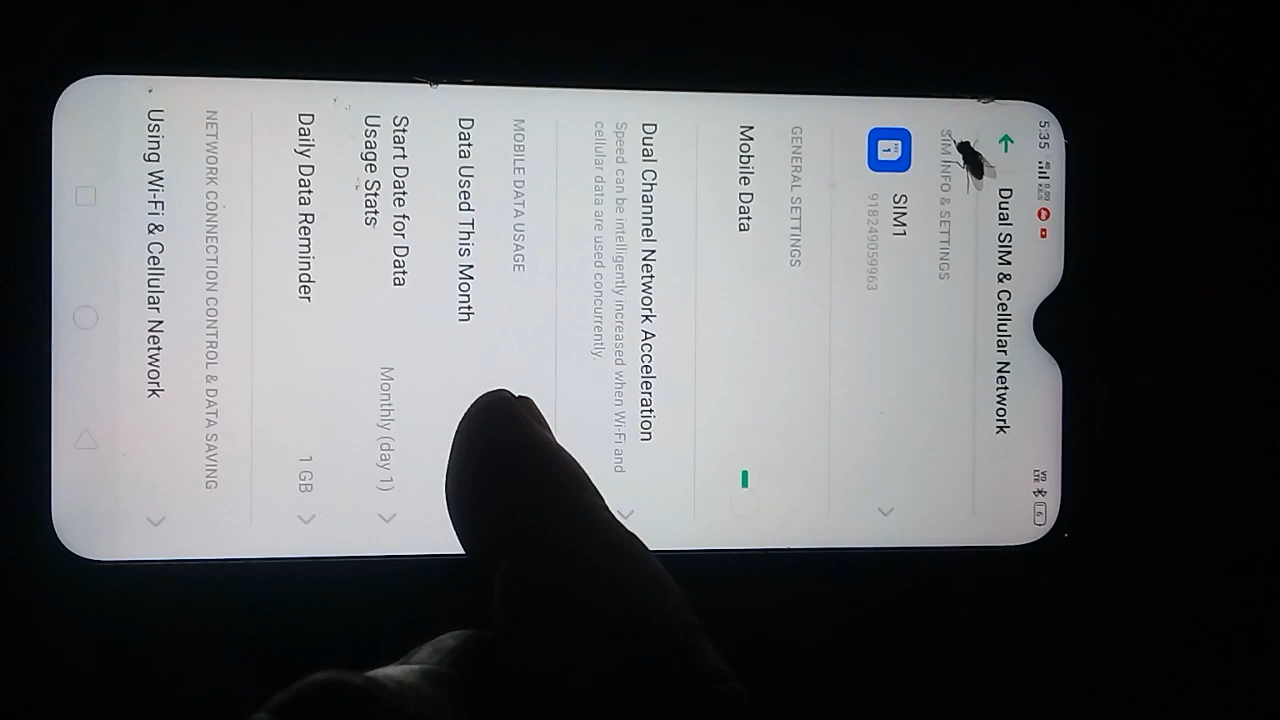 5:35
Dual SIM & Cellular Network
SIM INFO & SETTINGS
SIM1
918249059963
GENERAL SETTINGS
Mobile Data
Dual Channel Network Acceleration
Speed can be intelligently increased when Wi-Fi and
cellular data are used concurrently.
MOBILE DATA USAGE
Data Used This Month
Start Date for Data
Usage Stats
Monthly (day 1)
Daily Data Reminder
1 GB
NETWORK CONNECTION CONTROL & DATA SAVING
Using Wi-Fi & Cellular Network